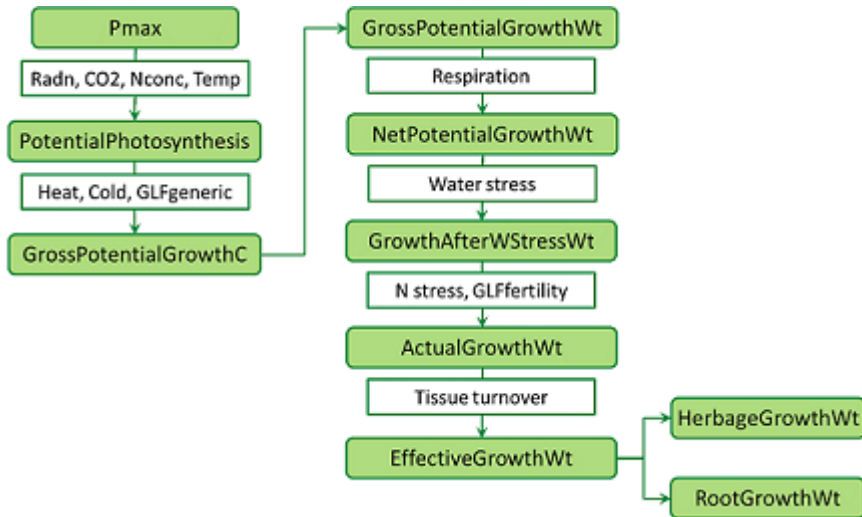 Pmax
Radn, CO2, Nconc, Temp
PotentialPhotosynthesis
Heat, Cold, GLFgeneric
GrossPotentialGrowthC
GrossPotentialGrowthWt
Respiration
NetPotentialGrowthWt
Water stress
GrowthAfterWStressWt
N stress, GLFfertility
ActualGrowthWt
Tissue turnover
EffectiveGrowthWt
HerbageGrowthWt
RootGrowthWt